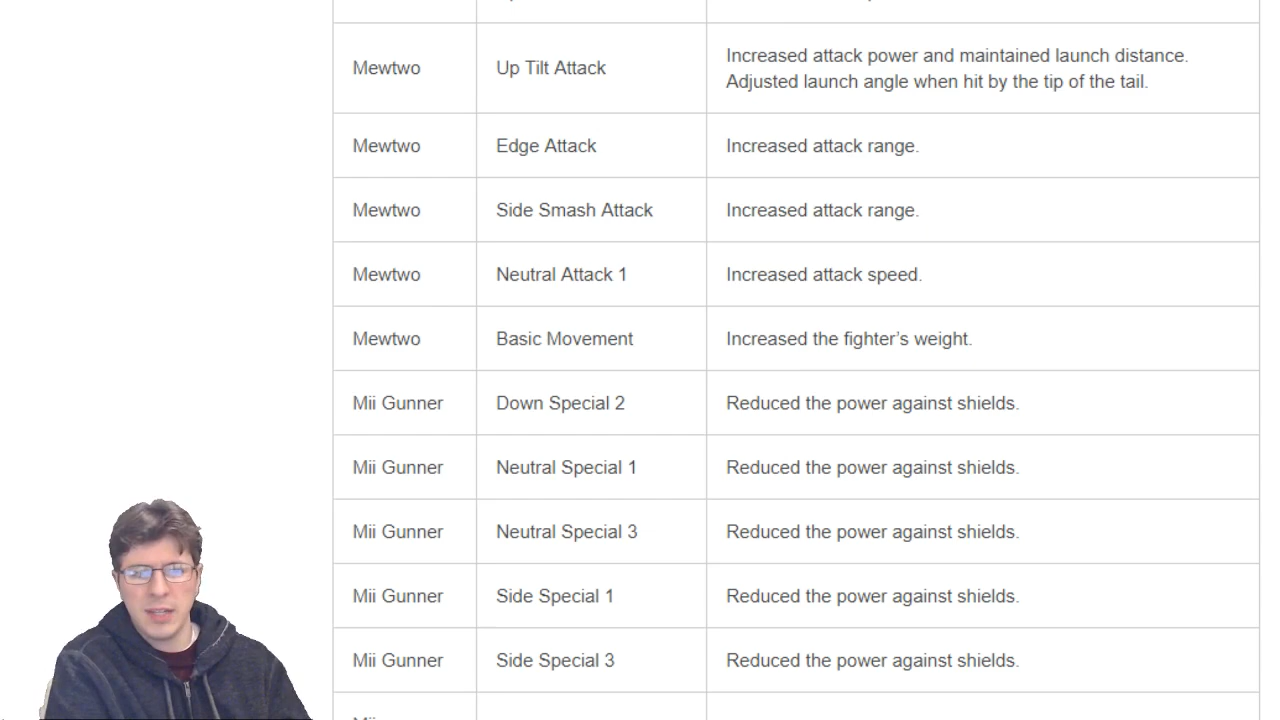 Mewtwo Up Tilt Attack Increased attack power and maintained launch distance.
Adjusted launch angle when hit by the tip of the tail.
Mewtwo Edge Attack Increased attack range.
Mewtwo Side Smash Attack Increased attack range.
Mewtwo Neutral Attack 1 Increased attack speed.
Mewtwo Basic Movement Increased the fighter’s weight.
Mii Gunner Down Special 2 Reduced the power against shields.
Mii Gunner Neutral Special 1 Reduced the power against shields.
Mii Gunner Neutral Special 3 Reduced the power against shields.
Mii Gunner Side Special 1 Reduced the power against shields.
Mii Gunner Side Special 3 Reduced the power against shields.